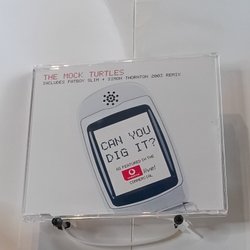 THE MOCK TURTLES
INCLUDES FATBOY SLIM + SIMON THORNTON 2003 REMIX
CAN YOU
DIG IT?
AS FEATURED IN THE
live!
COMMERCIAL